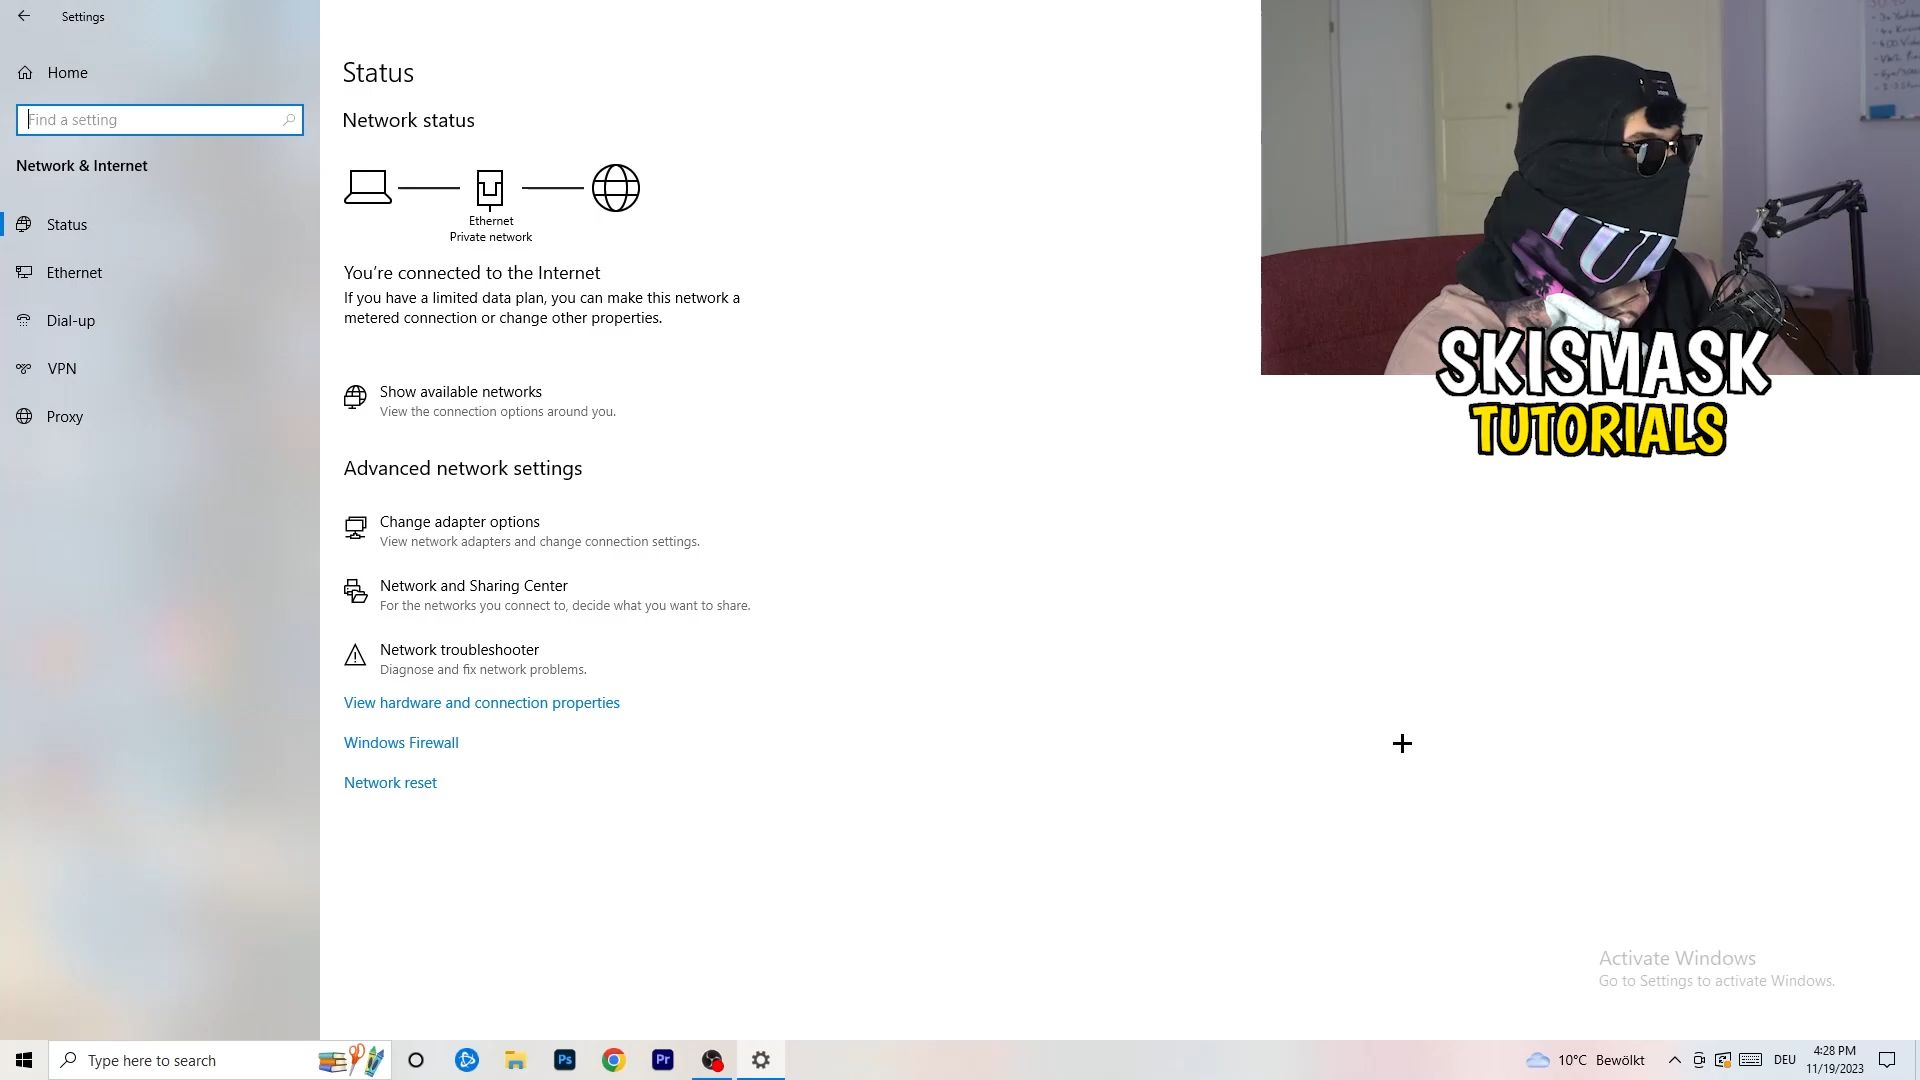 Settings
Home
Find a setting
Network & Internet
Status
Ethernet
Dial-up
VPN
Proxy
Status
Network status
Ethernet
Private network
You're connected to the Internet
If you have a limited data plan, you can make this network a
metered connection or change other properties.
Show available networks
View the connection options around you.
Advanced network settings
Change adapter options
View network adapters and change connection settings.
Network and Sharing Center
For the networks you connect to, decide what you want to share.
Network troubleshooter
Diagnose and fix network problems.
View hardware and connection properties
Windows Firewall
Network reset
SKISMASK
TUTORIALS
Activate Windows
Go to Settings to activate Windows.
Type here to search
Ps
Pr
10°C Bewölkt
DEU
4:28 PM
11/19/2023